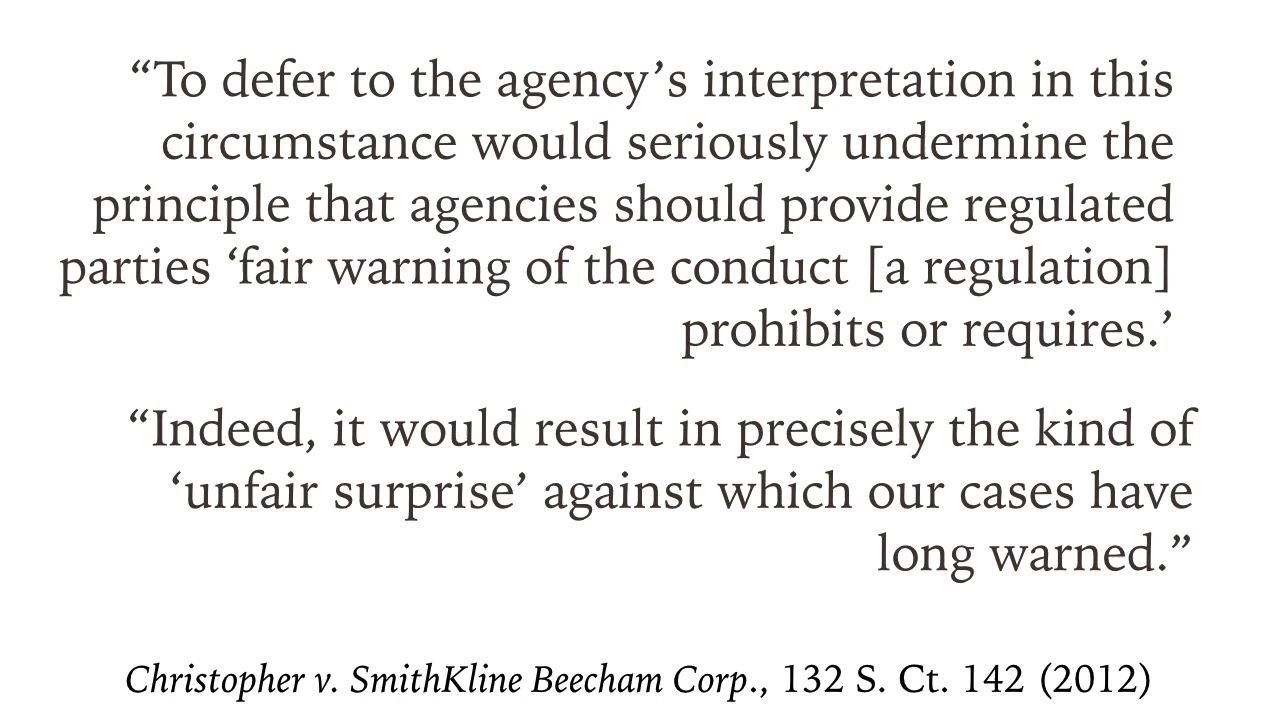 “To defer to the agency’s interpretation in this
circumstance would seriously undermine the
principle that agencies should provide regulated
parties ‘fair warning of the conduct [a regulation]
prohibits or requires.’
“Indeed, it would result in precisely the kind of
‘unfair surprise’ against which our cases have
long warned.”
Christopher v. SmithKline Beecham Corp., 132 S. Ct. 142 (2012)